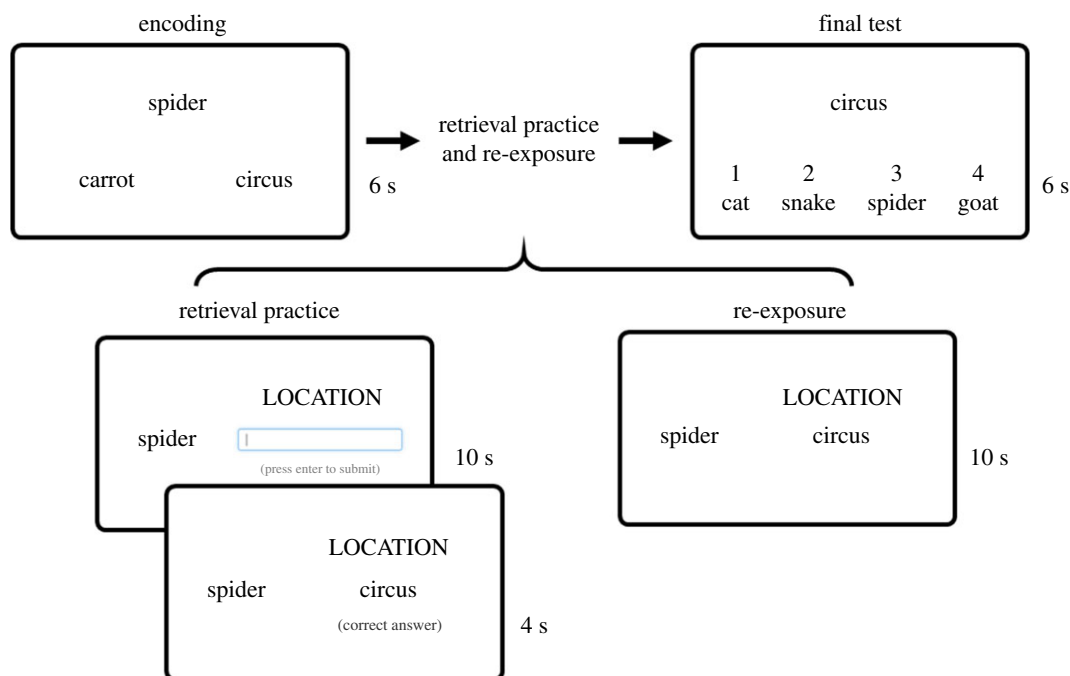 encoding
spider
carrot circus
6 s
retrieval practice
and re-exposure
final test
circus
1 2 3 4
cat snake spider goat
6 s
retrieval practice
LOCATION
spider
(press enter to submit)
10 s
LOCATION
spider circus
(correct answer)
4 s
re-exposure
LOCATION
spider circus
10 s